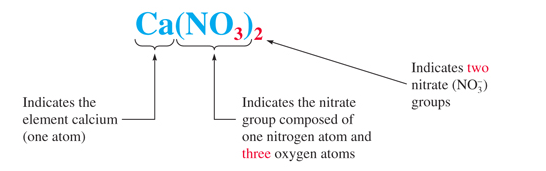 Ca(NO₃)₂
Indicates the
element calcium
(one atom)
Indicates the nitrate
group composed of
one nitrogen atom and
three oxygen atoms
Indicates two
nitrate (NO₃⁻)
groups